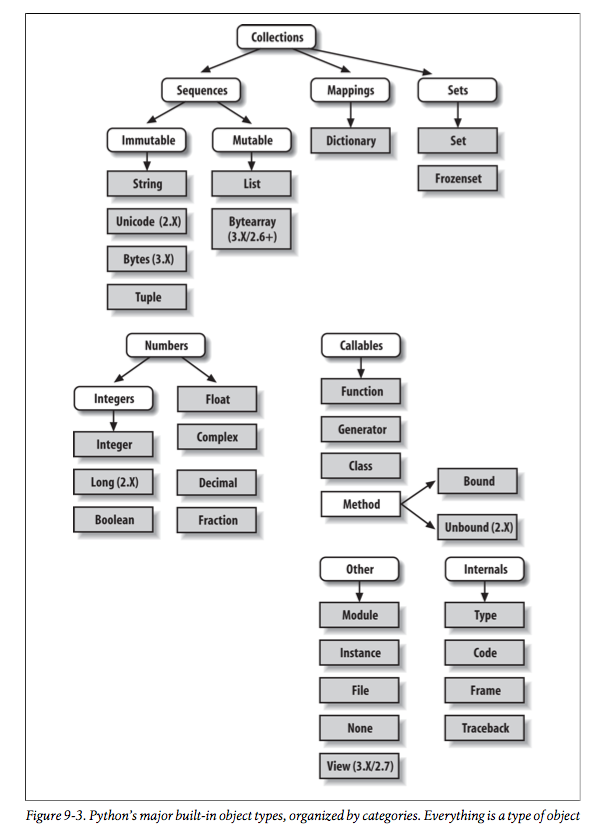 Collections
Sequences
Mappings
Sets
Immutable
Mutable
Dictionary
Set
String
List
Frozenset
Unicode (2.X)
Bytearray
(3.X/2.6+)
Bytes (3.X)
Tuple
Numbers
Callables
Integers
Float
Function
Integer
Complex
Generator
Long (2.X)
Decimal
Class
Boolean
Fraction
Method
Bound
Unbound (2.X)
Other
Internals
Module
Type
Instance
Code
File
Frame
None
Traceback
View (3.X/2.7)
Figure 9-3. Python's major built-in object types, organized by categories. Everything is a type of object